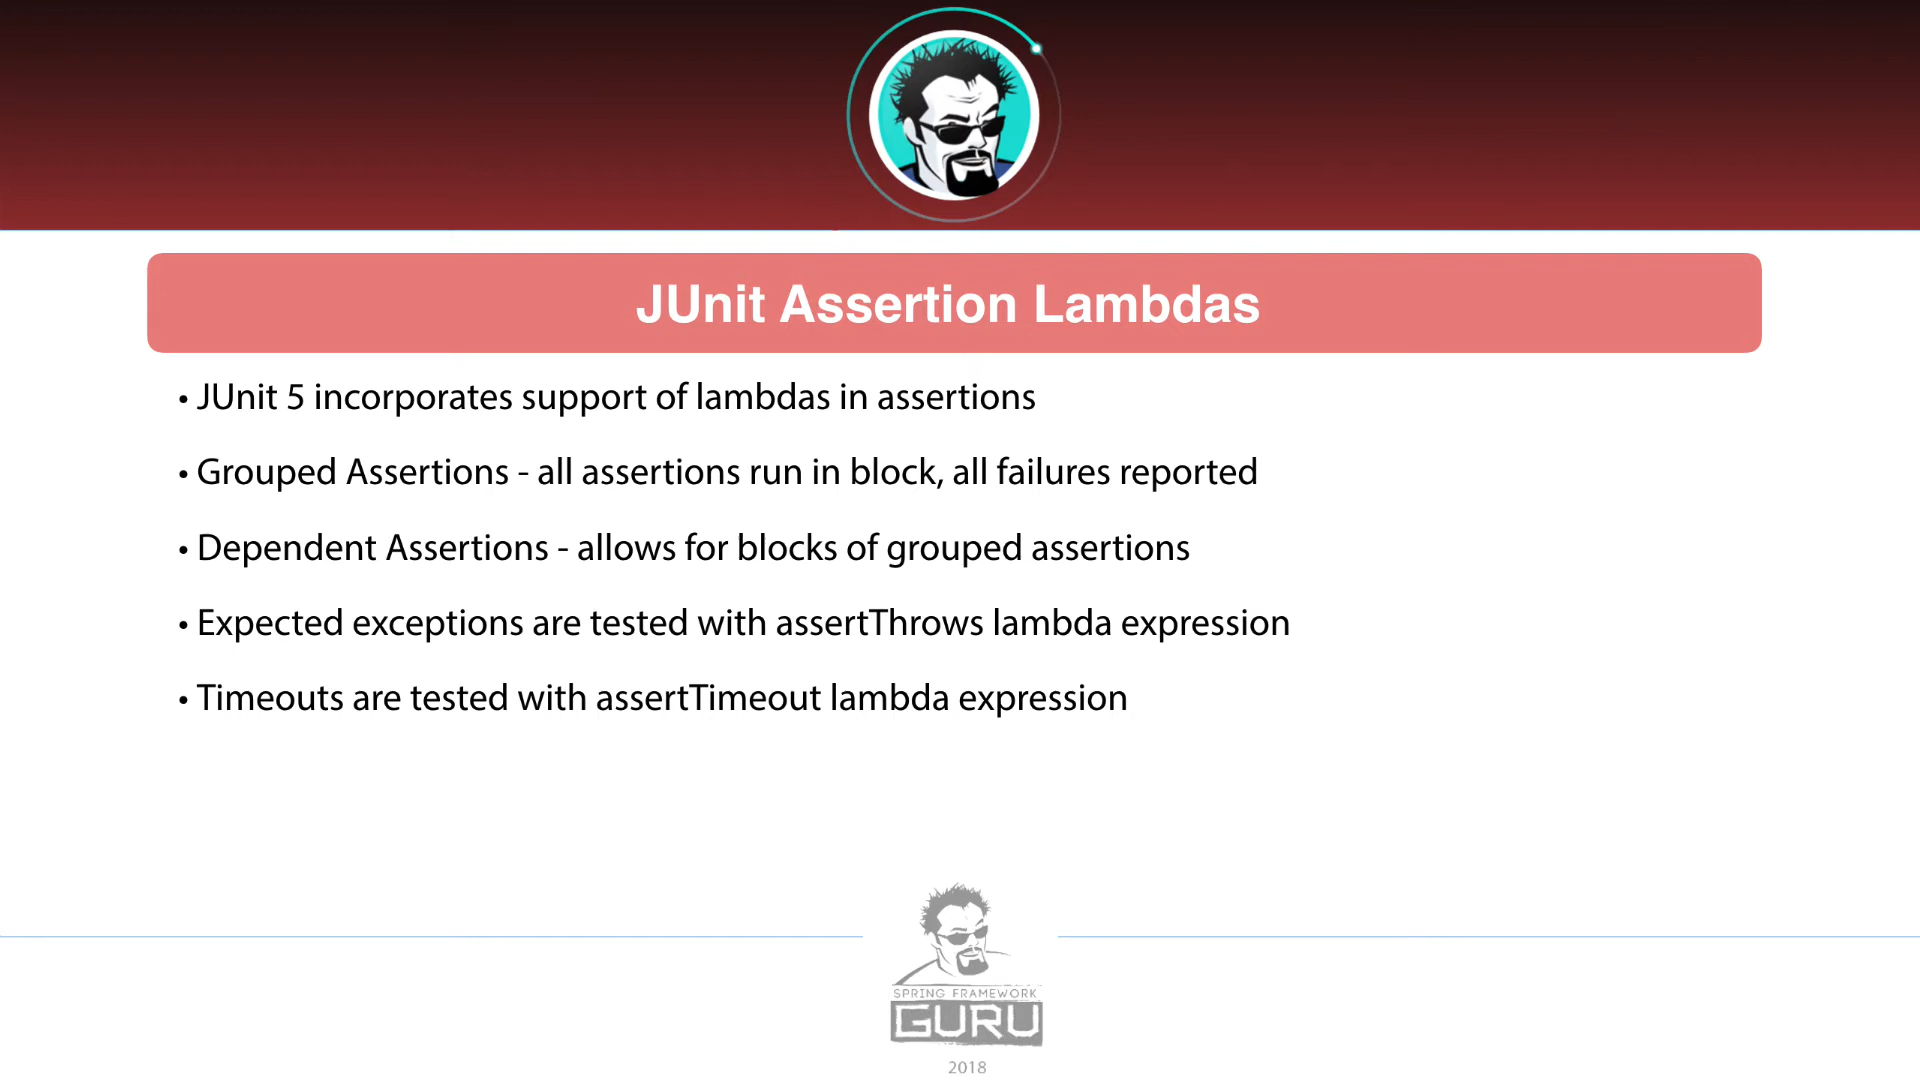 JUnit Assertion Lambdas
• JUnit 5 incorporates support of lambdas in assertions
• Grouped Assertions - all assertions run in block, all failures reported
• Dependent Assertions - allows for blocks of grouped assertions
• Expected exceptions are tested with assertThrows lambda expression
• Timeouts are tested with assertTimeout lambda expression
SPRING FRAMEWORK
GURU
2018